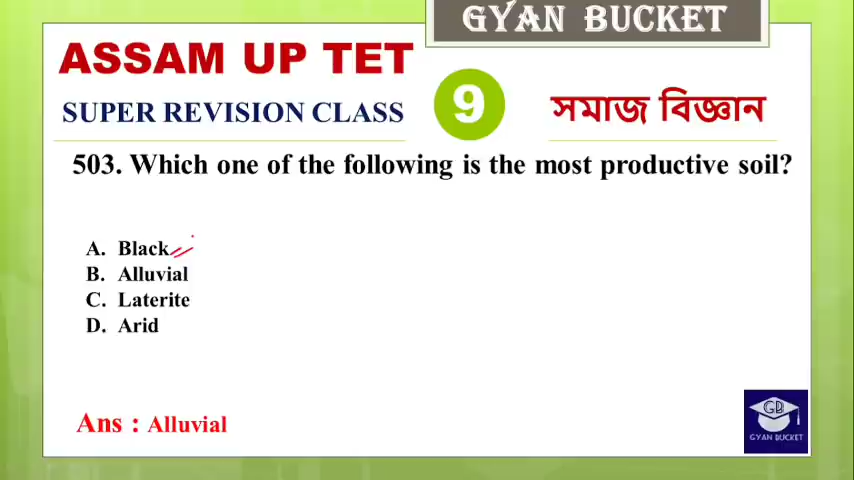 GYAN BUCKET
ASSAM UP TET
SUPER REVISION CLASS
9
সমাজ বিজ্ঞান
503. Which one of the following is the most productive soil?
A. Black
B. Alluvial
C. Laterite
D. Arid
Ans : Alluvial
GB
GYAN BUCKET